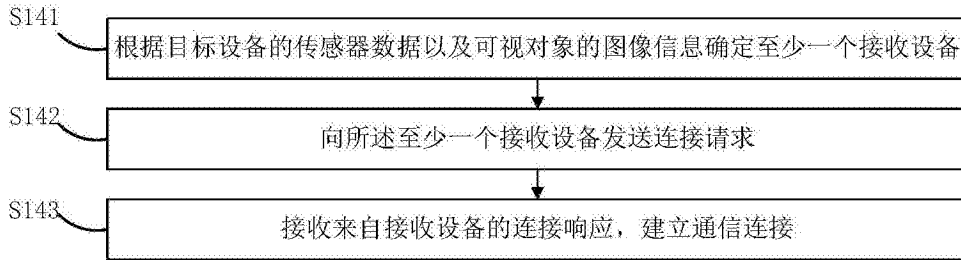 S141
根据目标设备的传感器数据以及可视对象的图像信息确定至少一个接收设备
S142
向所述至少一个接收设备发送连接请求
S143
接收来自接收设备的连接响应，建立通信连接